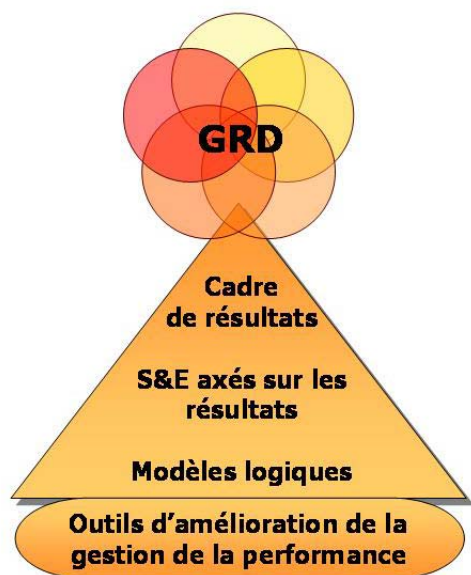 GRD
Cadre
de résultats
S&E axés sur les
résultats
Modèles logiques
Outils d'amélioration de la
gestion de la performance